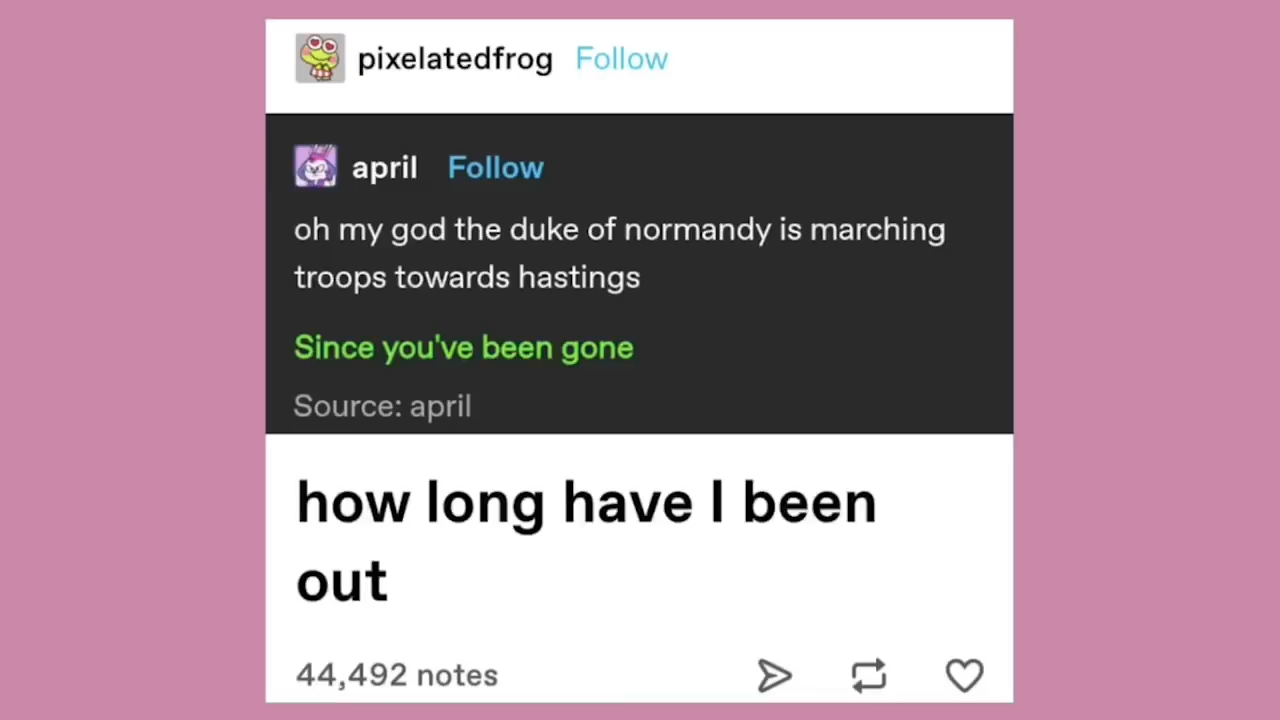 pixelatedfrog Follow
april Follow
oh my god the duke of normandy is marching
troops towards hastings
Since you've been gone
Source: april
how long have I been
out
44,492 notes